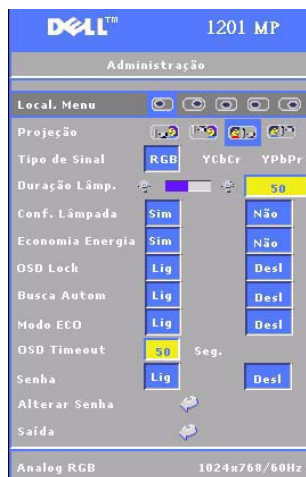 DELL™ 1201 MP
Administração
Local. Menu
Projeção
Tipo de Sinal RGB YCbCr YPbPr
Duração Lâmp. 50
Conf. Lâmpada Sim Não
Economia Energia Sim Não
OSD Lock Lig Desl
Busca Autom Lig Desl
Modo ECO Lig Desl
OSD Timeout 50 Seg.
Senha Lig Desl
Alterar Senha
Saída
Analog RGB 1024x768/60Hz